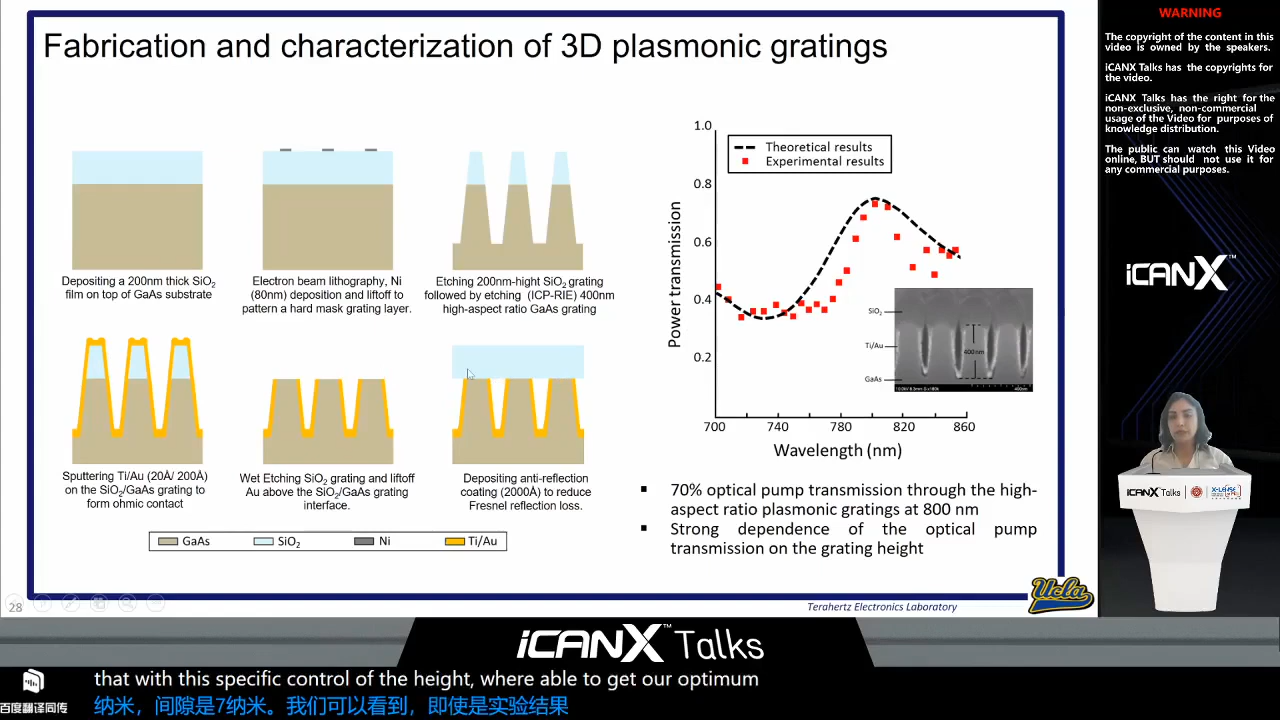 Fabrication and characterization of 3D plasmonic gratings
Depositing a 200nm thick SiO2
film on top of GaAs substrate
Electron beam lithography, Ni
(80nm) deposition and liftoff to
pattern a hard mask grating layer.
Etching 200nm-hight SiO2 grating
followed by etching (ICP-RIE) 400nm
high-aspect ratio GaAs grating
Sputtering Ti/Au (20Å/ 200Å)
on the SiO2/GaAs grating to
form ohmic contact
Wet Etching SiO2 grating and liftoff
Au above the SiO2/GaAs grating
interface.
Depositing anti-reflection
coating (2000Å) to reduce
Fresnel reflection loss.
GaAs
SiO2
Ni
Ti/Au
1.0
0.8
0.6
0.4
0.2
Power transmission
Theoretical results
Experimental results
SiO2
Ti/Au
GaAs
400nm
700
740
780
820
860
Wavelength (nm)
▪ 70% optical pump transmission through the high-
aspect ratio plasmonic gratings at 800 nm
▪ Strong dependence of the optical pump
transmission on the grating height
28
Terahertz Electronics Laboratory
Ucla
WARNING
The copyright of the content in this
video is owned by the speakers.
iCANX Talks has the copyrights for
the video.
iCANX Talks has the right for the
non-exclusive, non-commercial
usage of the Video for purposes of
knowledge distribution.
The public can watch this Video
online, BUT should not use it for
any commercial purposes.
iCANX™
iCANX Talks
iCANX™ Talks
that with this specific control of the height, where able to get our optimum
纳米，间隙是7纳米。我们可以看到，即使是实验结果
百度翻译同传